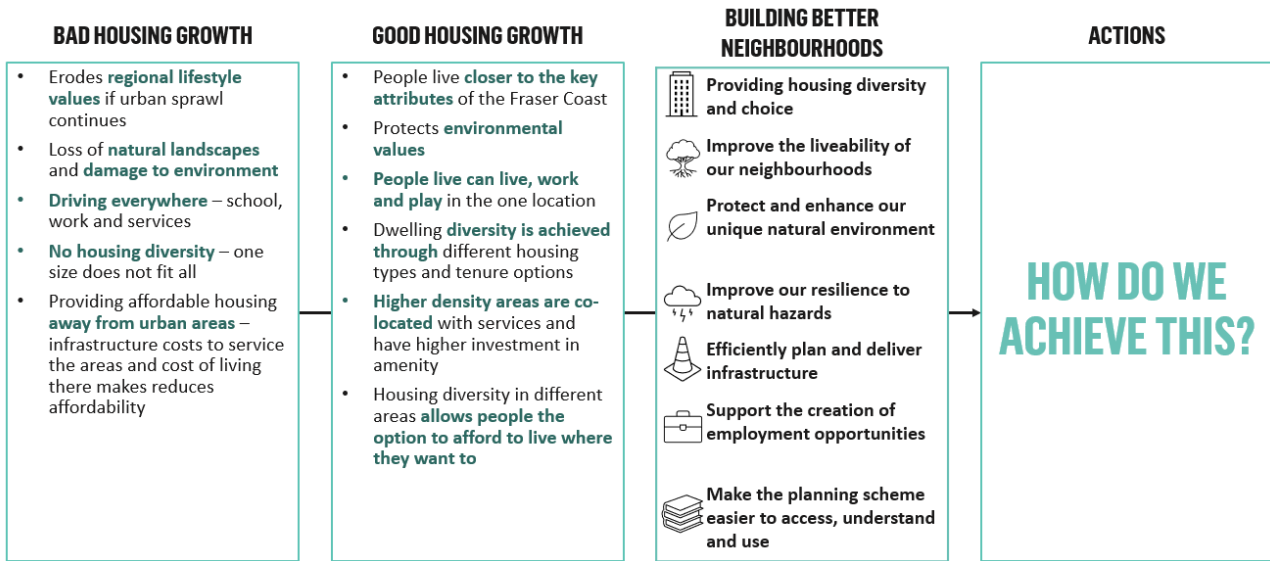 BAD HOUSING GROWTH
• Erodes regional lifestyle
values if urban sprawl
continues
• Loss of natural landscapes
and damage to environment
• Driving everywhere – school,
work and services
• No housing diversity – one
size does not fit all
• Providing affordable housing
away from urban areas –
infrastructure costs to service
the areas and cost of living
there makes reduces
affordability
GOOD HOUSING GROWTH
• People live closer to the key
attributes of the Fraser Coast
• Protects environmental
values
• People live can live, work
and play in the one location
• Dwelling diversity is achieved
through different housing
types and tenure options
• Higher density areas are co-
located with services and
have higher investment in
amenity
• Housing diversity in different
areas allows people the
option to afford to live where
they want to
BUILDING BETTER
NEIGHBOURHOODS
Providing housing diversity
and choice
Improve the liveability of
our neighbourhoods
Protect and enhance our
unique natural environment
Improve our resilience to
natural hazards
Efficiently plan and deliver
infrastructure
Support the creation of
employment opportunities
Make the planning scheme
easier to access, understand
and use
ACTIONS
HOW DO WE
ACHIEVE THIS?